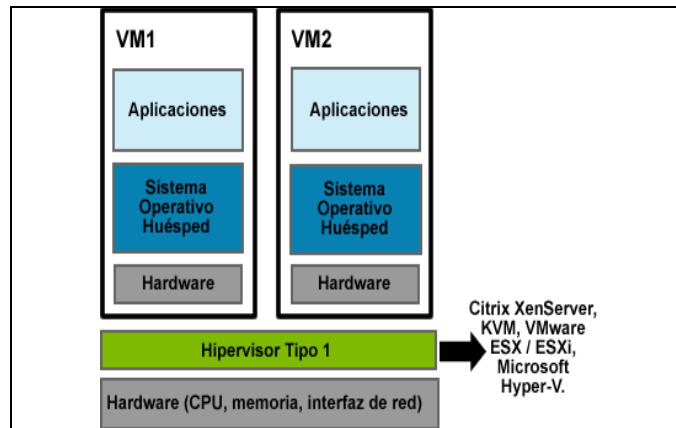 VM1
Aplicaciones
Sistema
Operativo
Huésped
Hardware
VM2
Aplicaciones
Sistema
Operativo
Huésped
Hardware
Hipervisor Tipo 1
Citrix XenServer,
KVM, VMware
ESX / ESXi,
Microsoft
Hyper-V.
Hardware (CPU, memoria, interfaz de red)